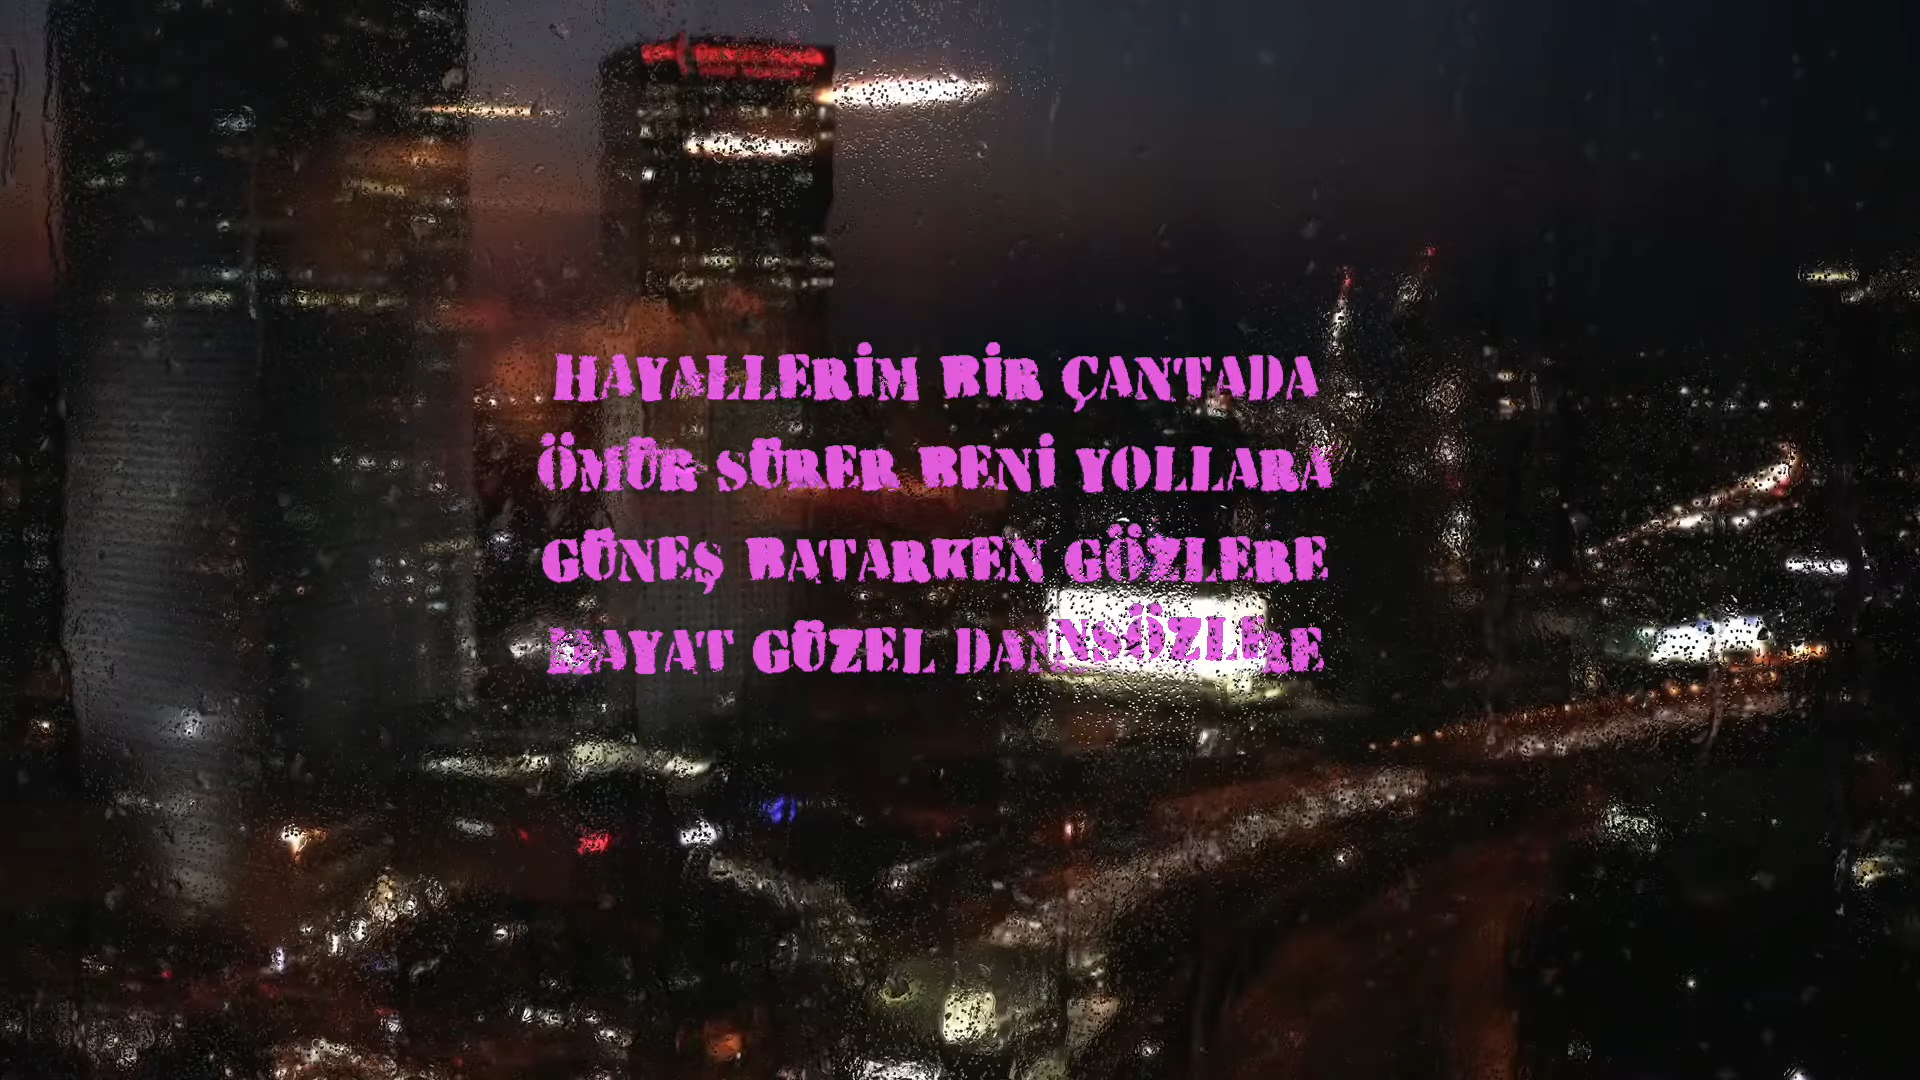 HAYALLERİM BİR ÇANTADA
ÖMÜR SÜRER BENİ YOLLARA
GÜNEŞ BATARKEN GÖZLERE
HAYAT GÜZEL